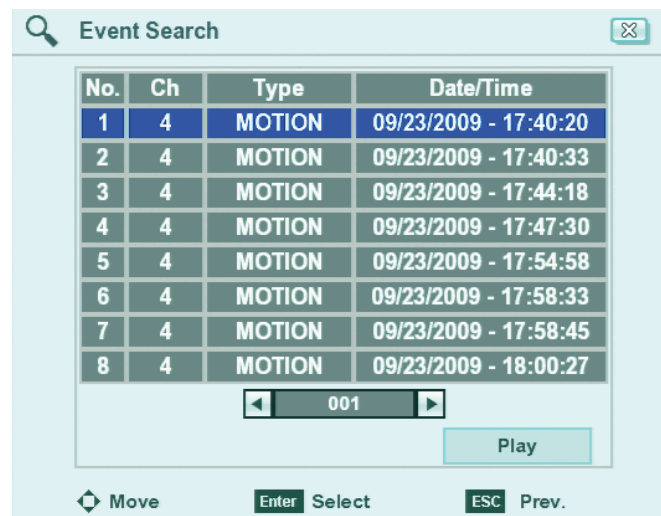 Event Search
No. Ch Type Date/Time
1 4 MOTION 09/23/2009 - 17:40:20
2 4 MOTION 09/23/2009 - 17:40:33
3 4 MOTION 09/23/2009 - 17:44:18
4 4 MOTION 09/23/2009 - 17:47:30
5 4 MOTION 09/23/2009 - 17:54:58
6 4 MOTION 09/23/2009 - 17:58:33
7 4 MOTION 09/23/2009 - 17:58:45
8 4 MOTION 09/23/2009 - 18:00:27
001
Play
Move Enter Select ESC Prev.